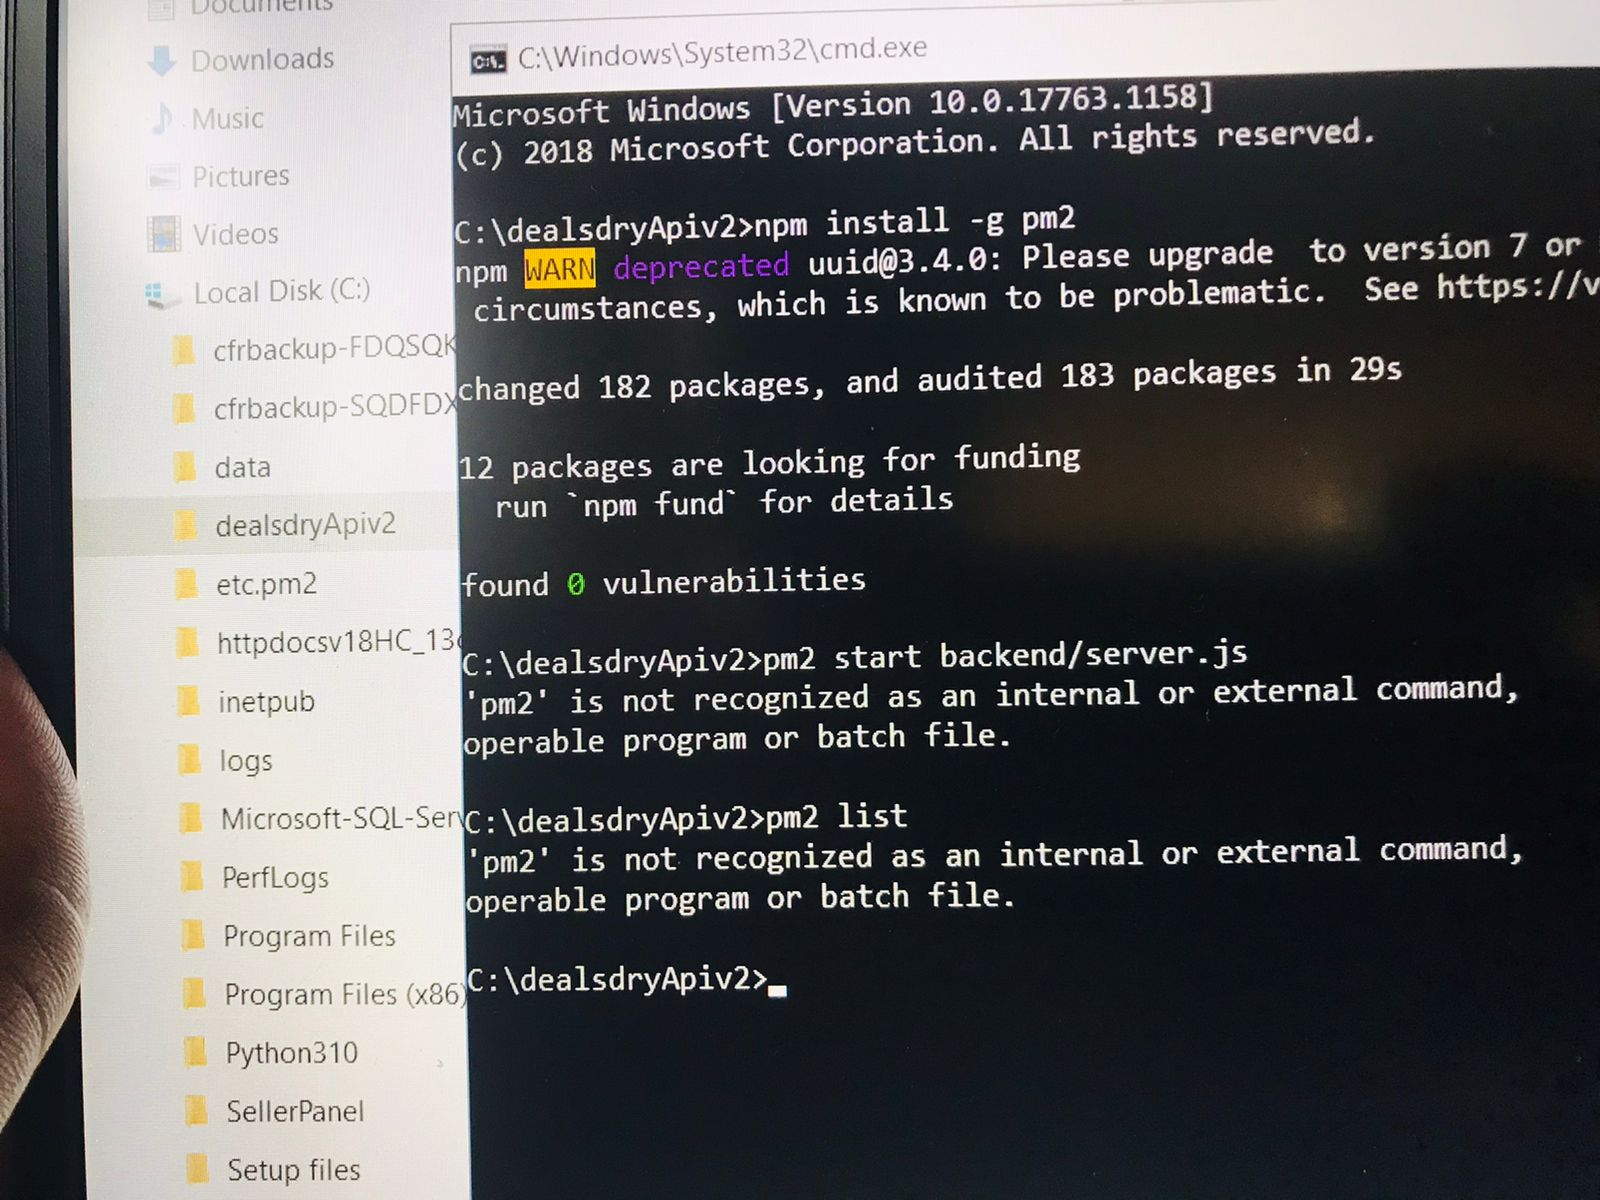 Documents
Downloads
Music
Pictures
Videos
Local Disk (C:)
cfrbackup-FDQSQK
cfrbackup-SQDFDX
data
dealsdryApiv2
etc.pm2
httpdocsv18HC_13
inetpub
logs
Microsoft-SQL-Serv
PerfLogs
Program Files
Program Files (x86)
Python310
SellerPanel
Setup files
C:\Windows\System32\cmd.exe
Microsoft Windows [Version 10.0.17763.1158]
(c) 2018 Microsoft Corporation. All rights reserved.
C:\dealsdryApiv2>npm install -g pm2
npm WARN deprecated uuid@3.4.0: Please upgrade  to version 7 or
circumstances, which is known to be problematic.  See https://v
changed 182 packages, and audited 183 packages in 29s
12 packages are looking for funding
run `npm fund` for details
found 0 vulnerabilities
C:\dealsdryApiv2>pm2 start backend/server.js
'pm2' is not recognized as an internal or external command,
operable program or batch file.
C:\dealsdryApiv2>pm2 list
'pm2' is not recognized as an internal or external command,
operable program or batch file.
C:\dealsdryApiv2>